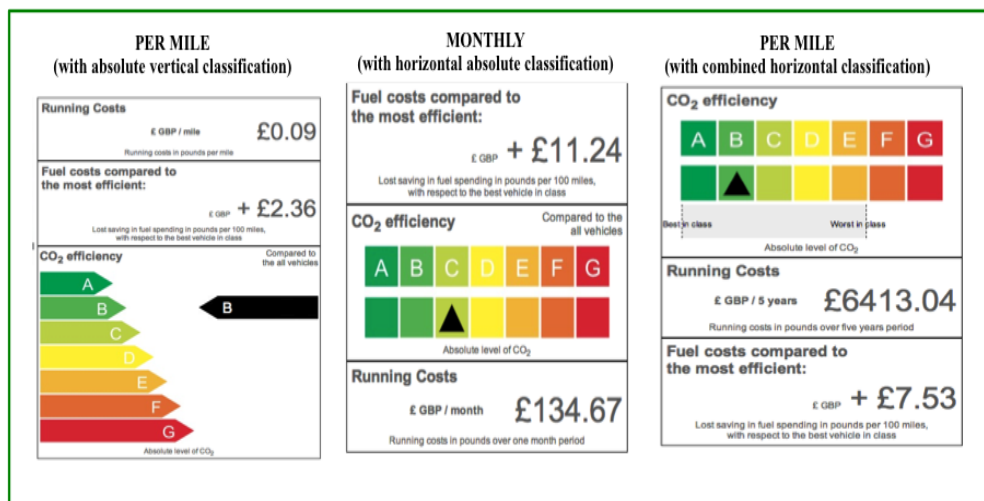 PER MILE
(with absolute vertical classification)
Running Costs
£ GBP / mile £0.09
Running costs in pounds per mile
Fuel costs compared to
the most efficient:
£ GBP + £2.36
Lost saving in fuel spending in pounds per 100 miles,
with respect to the best vehicle in class
CO2 efficiency
Compared to
the all vehicles
A
B B
C
D
E
F
G
Absolute level of CO2
MONTHLY
(with horizontal absolute classification)
Fuel costs compared to
the most efficient:
£ GBP + £11.24
Lost saving in fuel spending in pounds per 100 miles,
with respect to the best vehicle in class
CO2 efficiency
Compared to the
all vehicles
A B C D E F G
Absolute level of CO2
Running Costs
£ GBP / month £134.67
Running costs in pounds over one month period
PER MILE
(with combined horizontal classification)
CO2 efficiency
A B C D E F G
Best in class Worst in class
Absolute level of CO2
Running Costs
£ GBP / 5 years £6413.04
Running costs in pounds over five years period
Fuel costs compared to
the most efficient:
£ GBP + £7.53
Lost saving in fuel spending in pounds per 100 miles,
with respect to the best vehicle in class